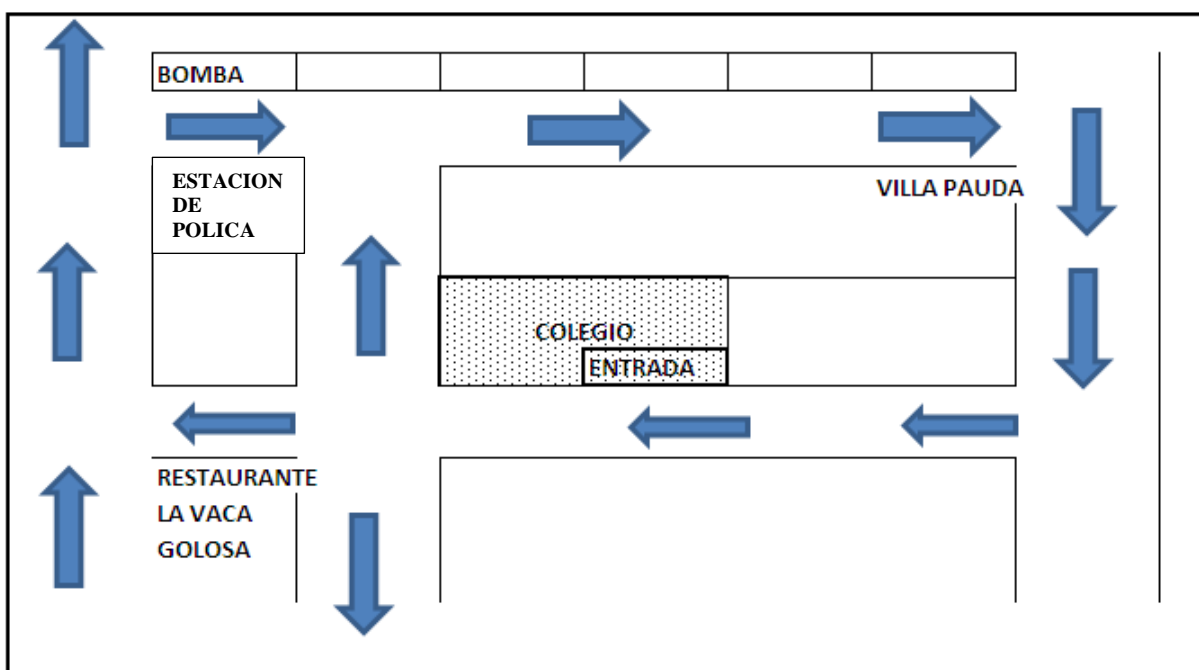 BOMBA
ESTACION
DE
POLICA
VILLA PAUDA
COLEGIO
ENTRADA
RESTAURANTE
LA VACA
GOLOSA